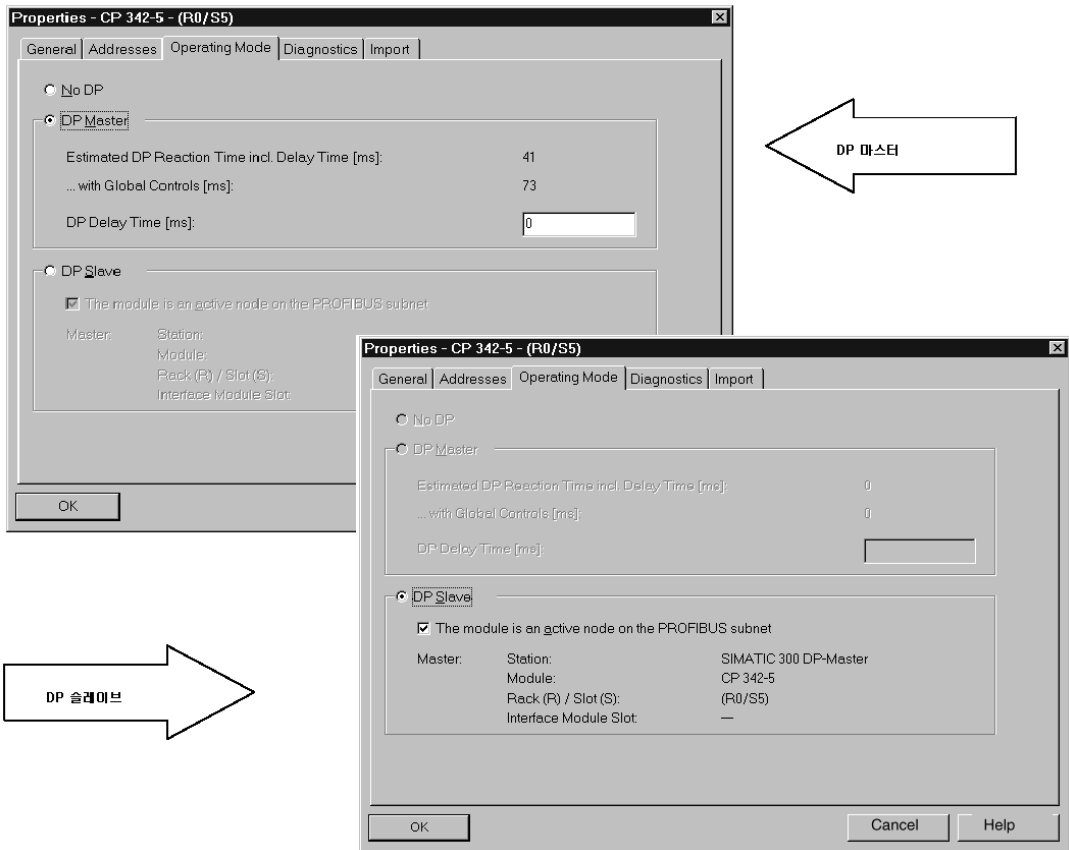 Properties - CP 342-5 - (R0/S5)
General Addresses Operating Mode Diagnostics Import
No DP
DP Master
Estimated DP Reaction Time incl. Delay Time [ms]: 41
... with Global Controls [ms]: 73
DP Delay Time [ms]: 0
DP Slave
The module is an active node on the PROFIBUS subnet
Master: Station:
Module:
Rack (R) / Slot (S):
Interface Module Slot:
OK
DP 마스터
Properties - CP 342-5 - (R0/S5)
General Addresses Operating Mode Diagnostics Import
No DP
DP Master
Estimated DP Reaction Time incl. Delay Time [ms]: 0
... with Global Controls [ms]: 0
DP Delay Time [ms]:
DP Slave
The module is an active node on the PROFIBUS subnet
Master: Station: SIMATIC 300 DP-Master
Module: CP 342-5
Rack (R) / Slot (S): (R0/S5)
Interface Module Slot: —
OK Cancel Help
DP 슬레이브